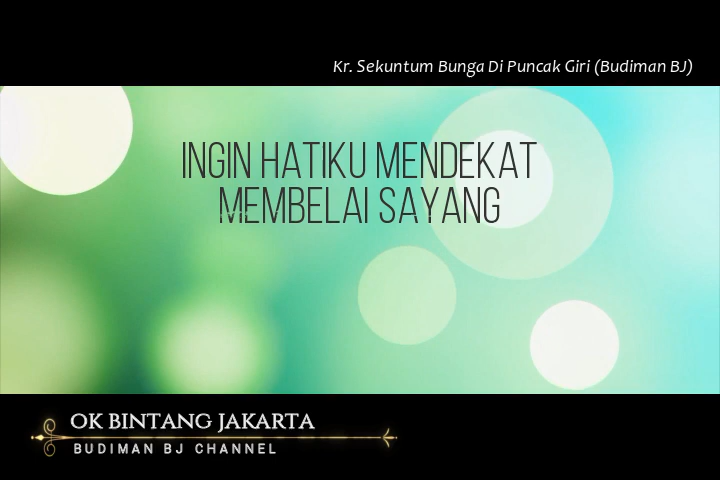 Kr. Sekuntum Bunga Di Puncak Giri (Budiman BJ)
INGIN HATIKU MENDEKAT
MEMBELAI SAYANG
OK BINTANG JAKARTA
BUDIMAN BJ CHANNEL